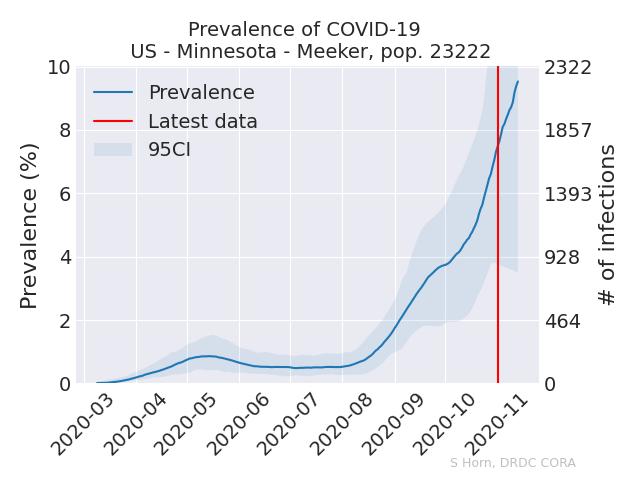 Prevalence of COVID-19
US - Minnesota - Meeker, pop. 23222
Prevalence (%)
10
8
6
4
2
0
Prevalence
Latest data
95CI
2322
1857
1393
928
464
0
# of infections
2020-03
2020-04
2020-05
2020-06
2020-07
2020-08
2020-09
2020-10
2020-11
S Horn, DRDC CORA